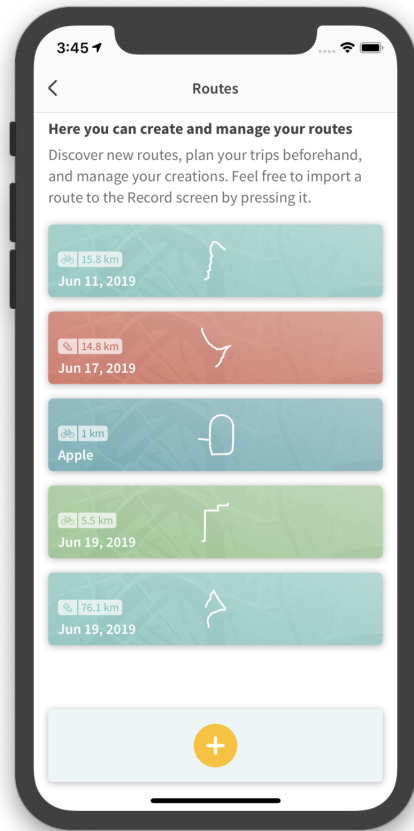 3:45
Routes
Here you can create and manage your routes
Discover new routes, plan your trips beforehand,
and manage your creations. Feel free to import a
route to the Record screen by pressing it.
15.8 km
Jun 11, 2019
14.8 km
Jun 17, 2019
1 km
Apple
5.5 km
Jun 19, 2019
76.1 km
Jun 19, 2019